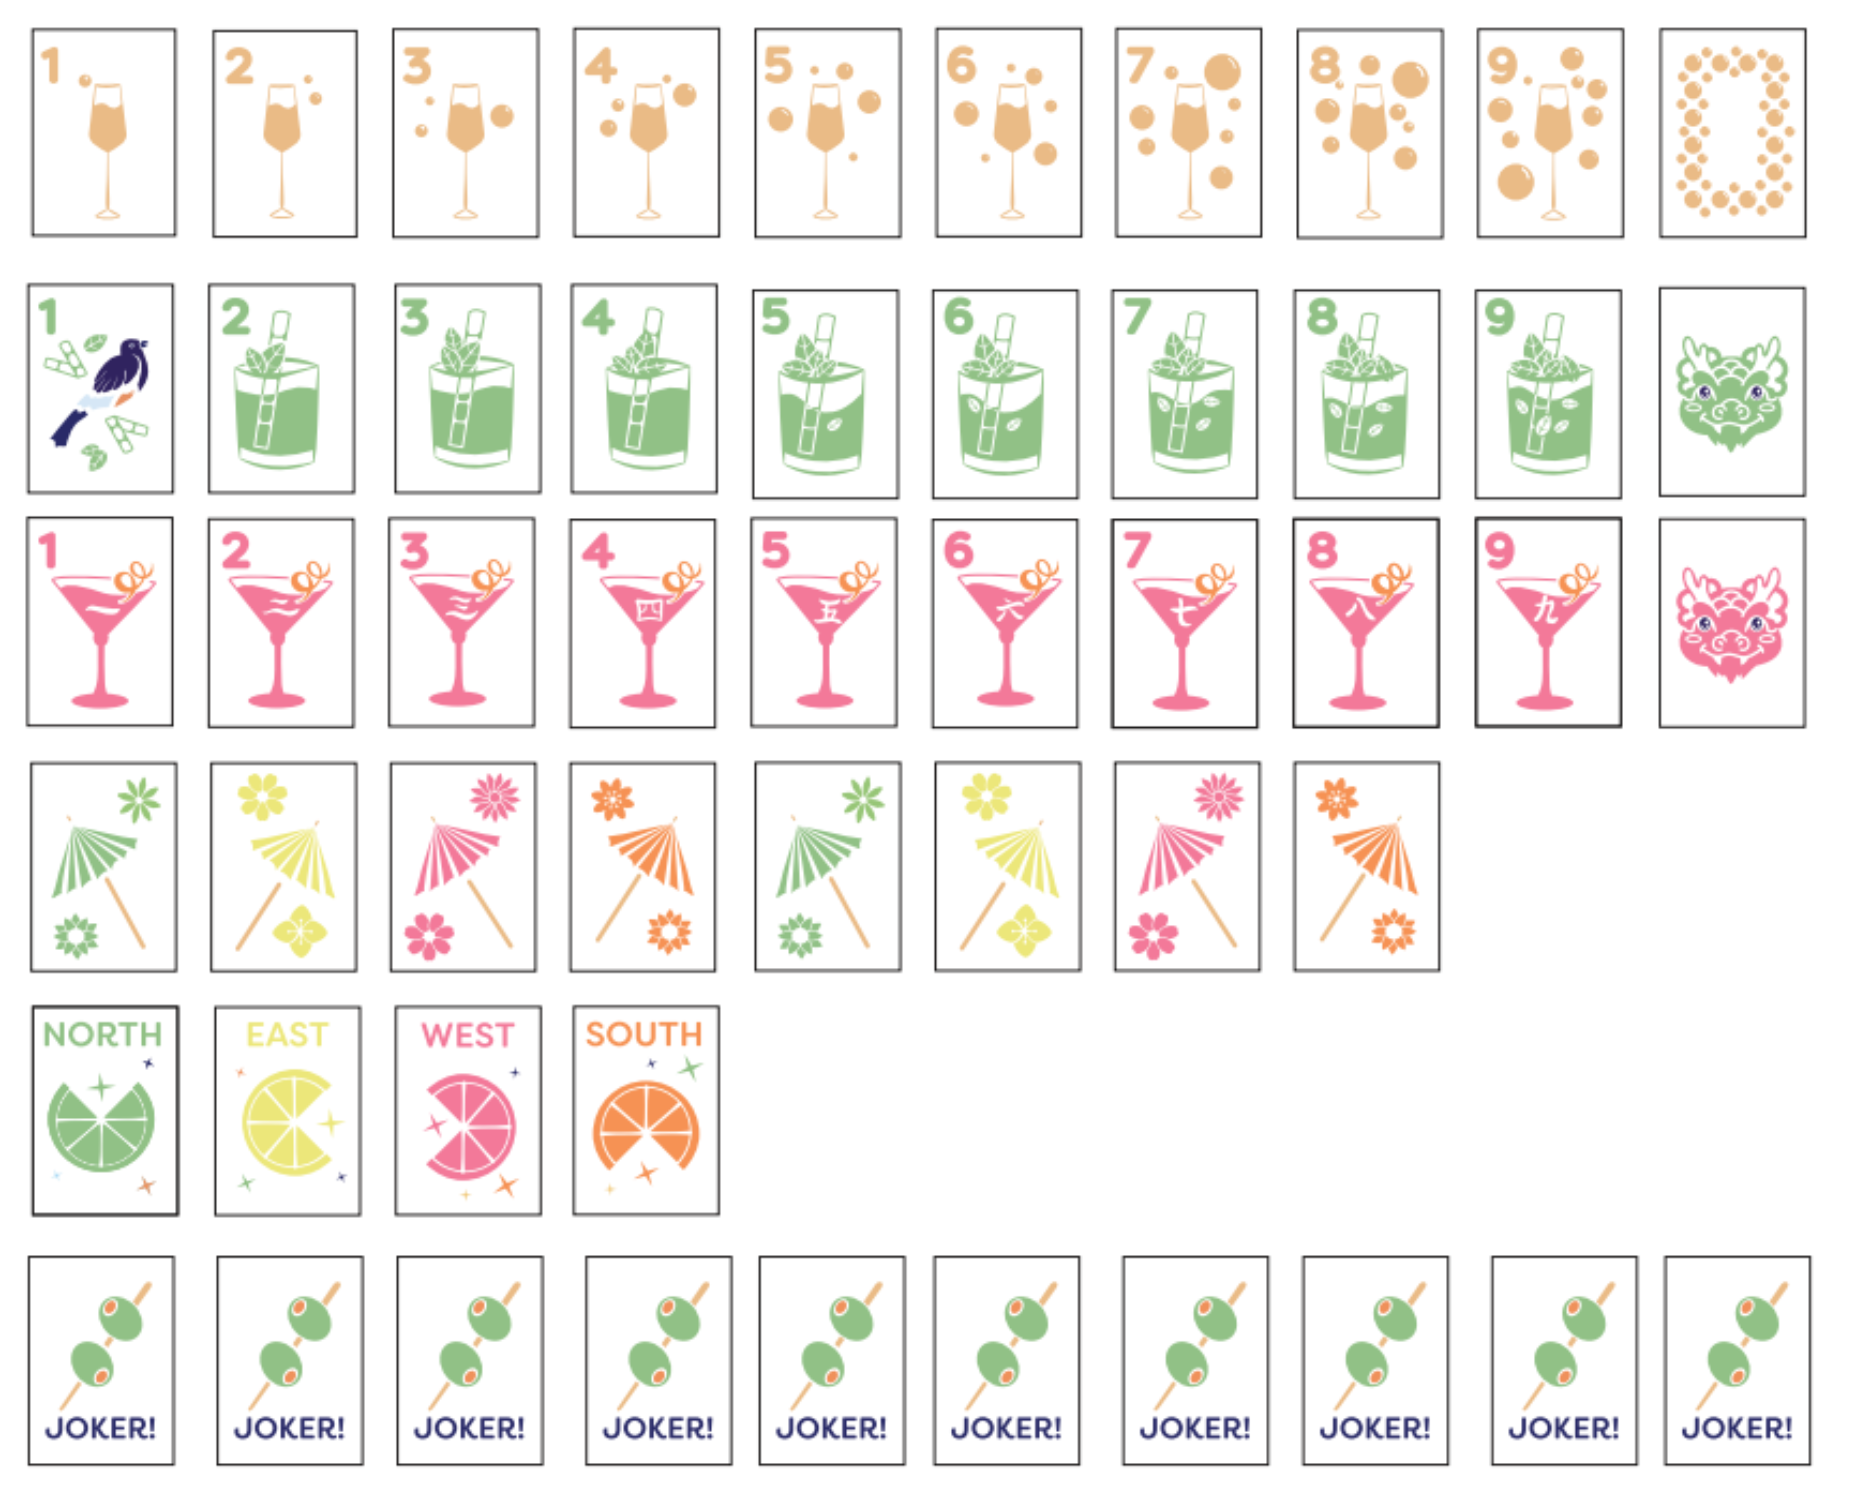 1 2 3 4 5 6 7 8 9
1 2 3 4 5 6 7 8 9
1 2 3 4 5 6 7 8 9
一 二 三 四 五 六 七 八 九
NORTH EAST WEST SOUTH
JOKER! JOKER! JOKER! JOKER! JOKER! JOKER! JOKER! JOKER! JOKER! JOKER!